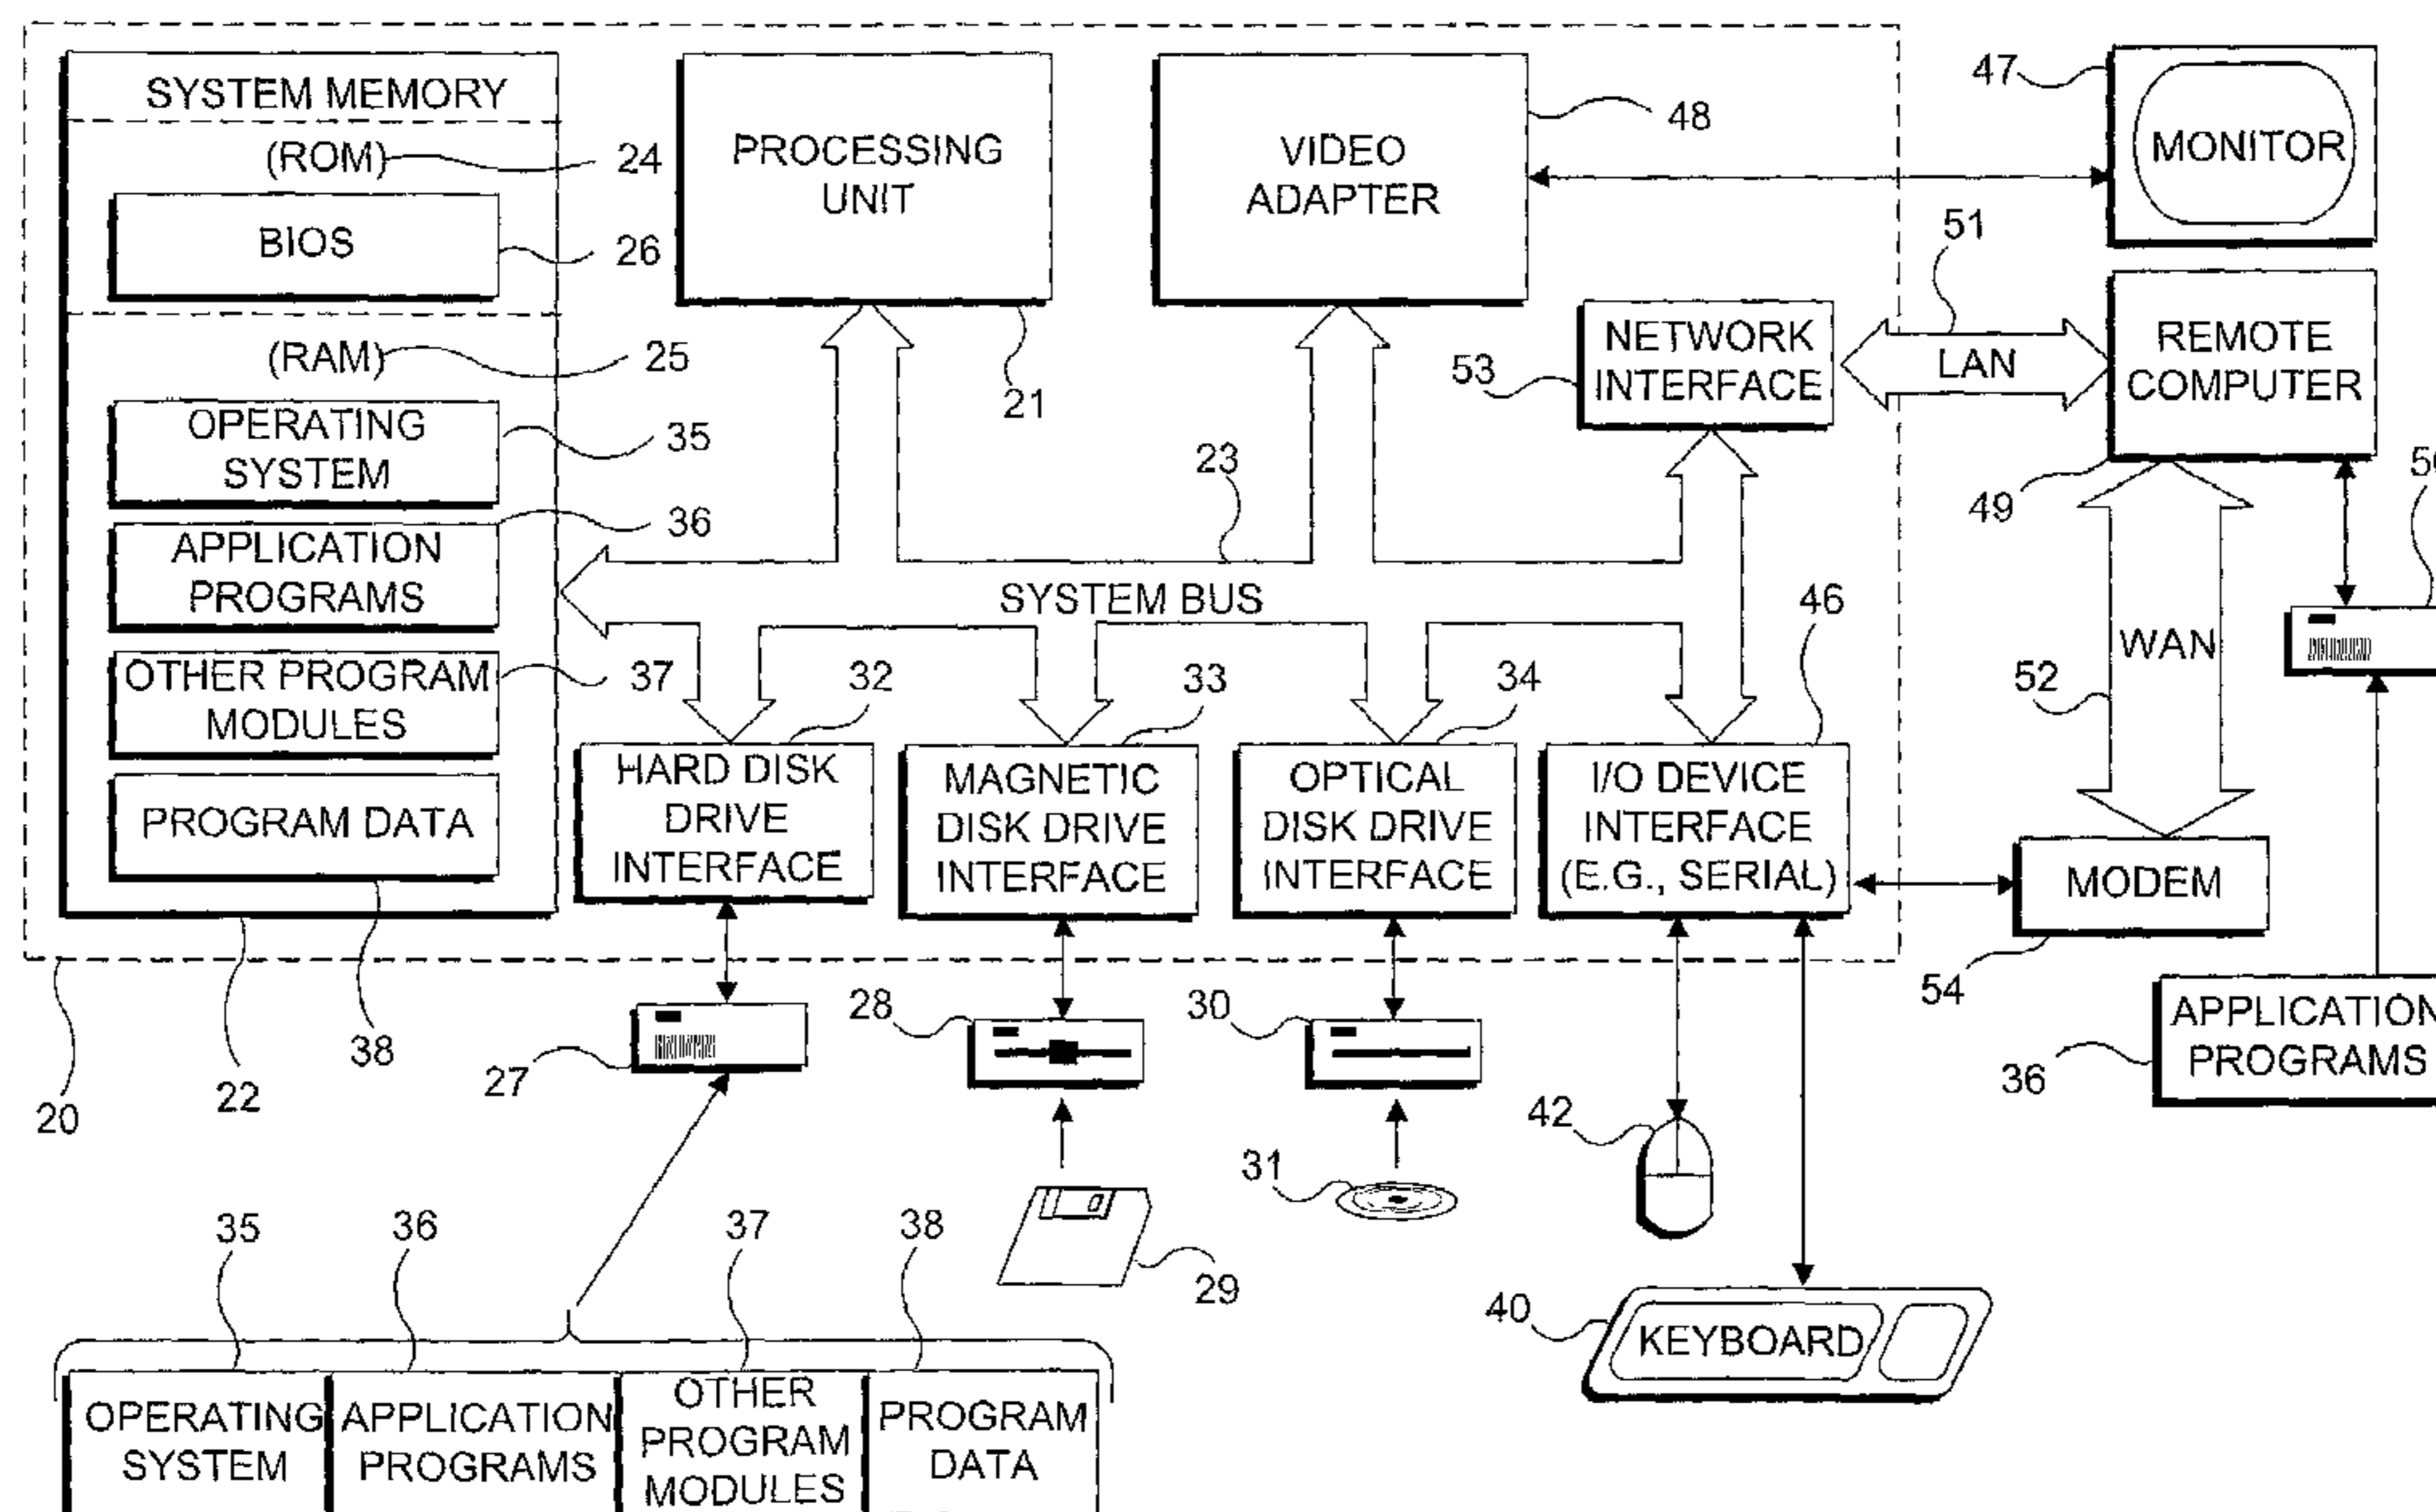 SYSTEM MEMORY
(ROM)
24
BIOS
26
(RAM)
25
OPERATING
SYSTEM
35
APPLICATION
PROGRAMS
36
OTHER PROGRAM
MODULES
37
PROGRAM DATA
38
22
20
PROCESSING
UNIT
21
VIDEO
ADAPTER
48
47
MONITOR
51
NETWORK
INTERFACE
53
LAN
REMOTE
COMPUTER
49
23
SYSTEM BUS
46
WAN
52
32
HARD DISK
DRIVE
INTERFACE
33
MAGNETIC
DISK DRIVE
INTERFACE
34
OPTICAL
DISK DRIVE
INTERFACE
I/O DEVICE
INTERFACE
(E.G., SERIAL)
MODEM
54
27
28
30
42
31
29
40
KEYBOARD
APPLICATION
PROGRAMS
36
35
36
37
38
OPERATING
SYSTEM
APPLICATION
PROGRAMS
OTHER
PROGRAM
MODULES
PROGRAM
DATA